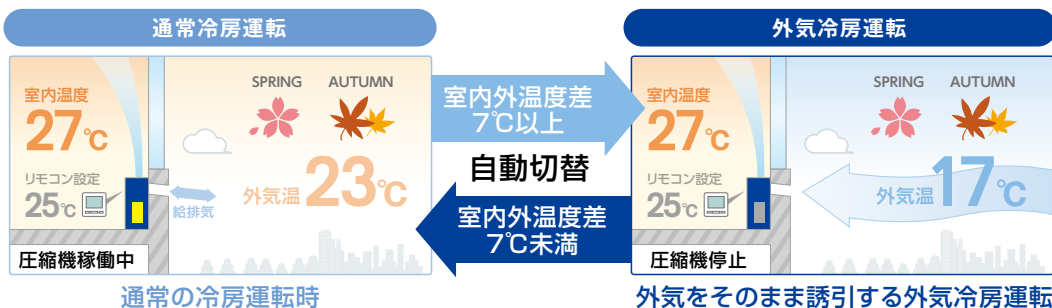 通常冷房運転
室内温度
27℃
リモコン設定
25℃
圧縮機稼働中
SPRING
AUTUMN
外気温 23℃
給排気
通常の冷房運転時
室内外温度差
7℃以上
自動切替
室内外温度差
7℃未満
外気冷房運転
室内温度
27℃
リモコン設定
25℃
圧縮機停止
SPRING
AUTUMN
外気温 17℃
外気をそのまま誘引する外気冷房運転